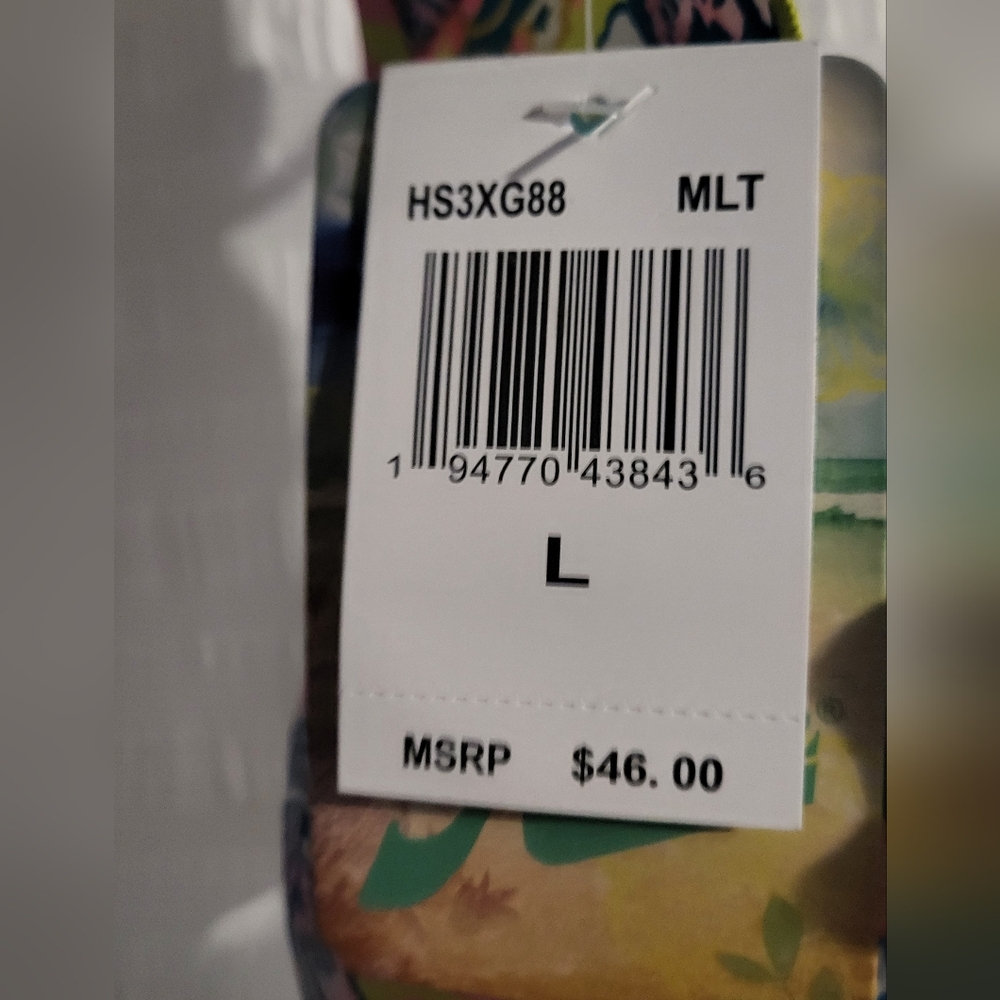 HS3XG88 MLT
1 94770 43843 6
L
MSRP $46. 00